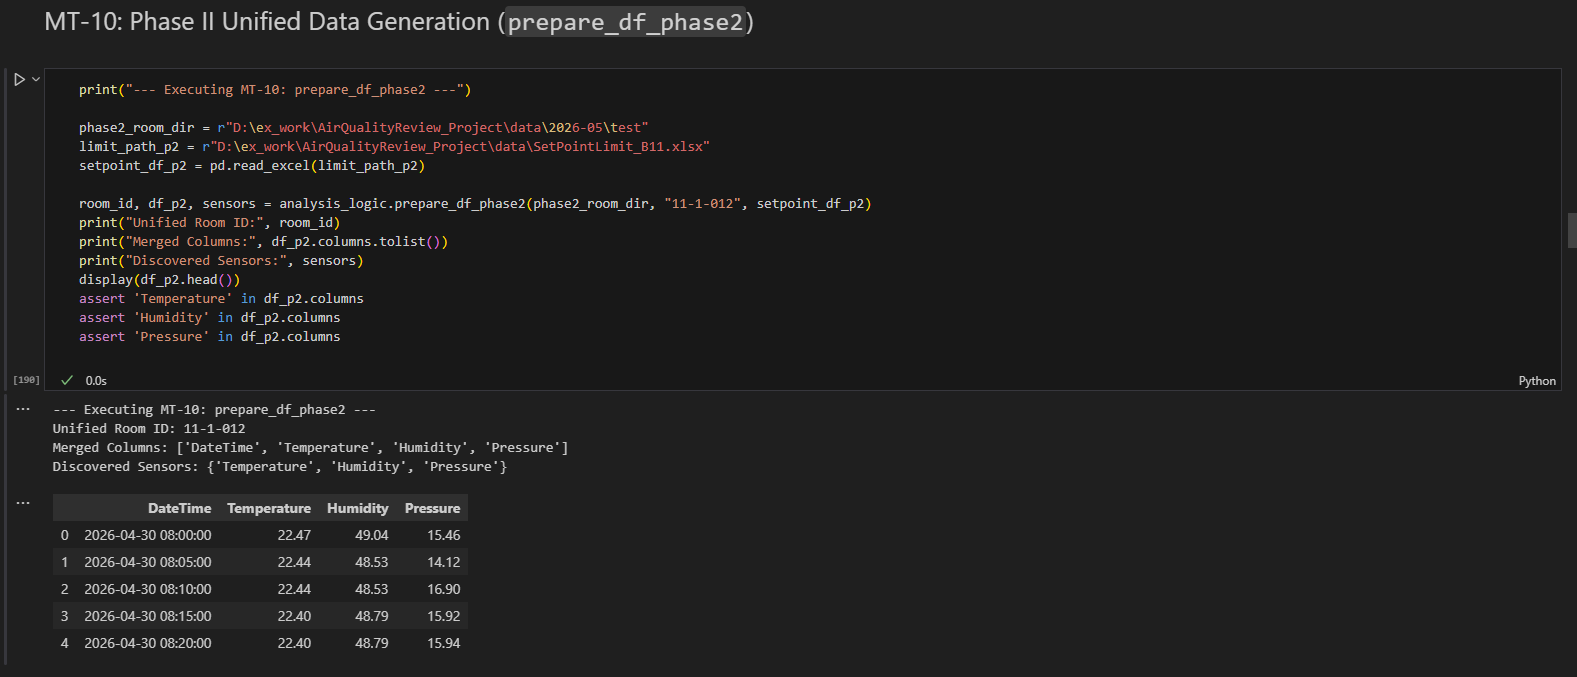 MT-10: Phase II Unified Data Generation (prepare_df_phase2)
print("--- Executing MT-10: prepare_df_phase2 ---")
phase2_room_dir = r"D:\ex_work\AirQualityReview_Project\data\2026-05\test"
limit_path_p2 = r"D:\ex_work\AirQualityReview_Project\data\SetPointLimit_B11.xlsx"
setpoint_df_p2 = pd.read_excel(limit_path_p2)
room_id, df_p2, sensors = analysis_logic.prepare_df_phase2(phase2_room_dir, "11-1-012", setpoint_df_p2)
print("Unified Room ID:", room_id)
print("Merged Columns:", df_p2.columns.tolist())
print("Discovered Sensors:", sensors)
display(df_p2.head())
assert 'Temperature' in df_p2.columns
assert 'Humidity' in df_p2.columns
assert 'Pressure' in df_p2.columns
[190] 0.0s Python
--- Executing MT-10: prepare_df_phase2 ---
Unified Room ID: 11-1-012
Merged Columns: ['DateTime', 'Temperature', 'Humidity', 'Pressure']
Discovered Sensors: {'Temperature', 'Humidity', 'Pressure'}
DateTime Temperature Humidity Pressure
0 2026-04-30 08:00:00 22.47 49.04 15.46
1 2026-04-30 08:05:00 22.44 48.53 14.12
2 2026-04-30 08:10:00 22.44 48.53 16.90
3 2026-04-30 08:15:00 22.40 48.79 15.92
4 2026-04-30 08:20:00 22.40 48.79 15.94